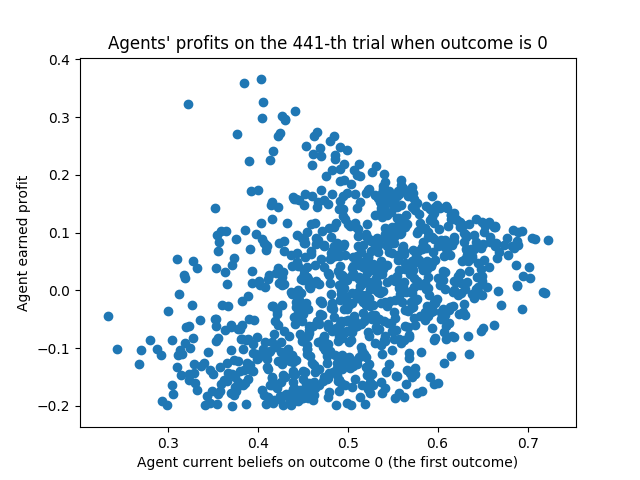 Agents' profits on the 441-th trial when outcome is 0
0.4
0.3
0.2
0.1
0.0
−0.1
−0.2
Agent earned profit
0.3 0.4 0.5 0.6 0.7
Agent current beliefs on outcome 0 (the first outcome)